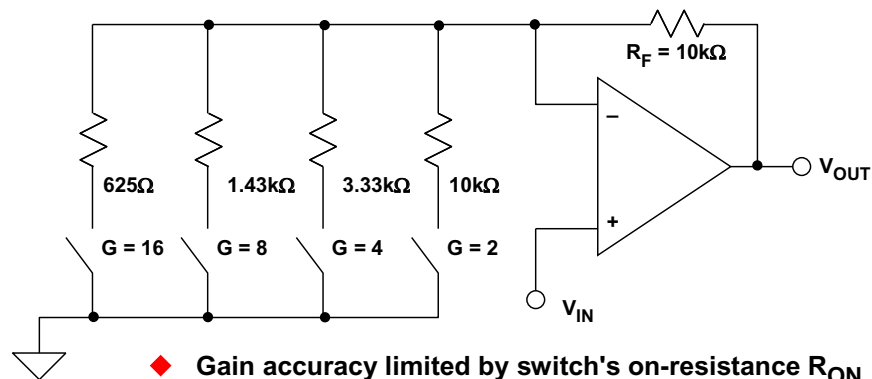 R_F = 10kΩ
–
625Ω
1.43kΩ
3.33kΩ
10kΩ
V_OUT
+
G = 16
G = 8
G = 4
G = 2
V_IN
Gain accuracy limited by switch's on-resistance R_ON